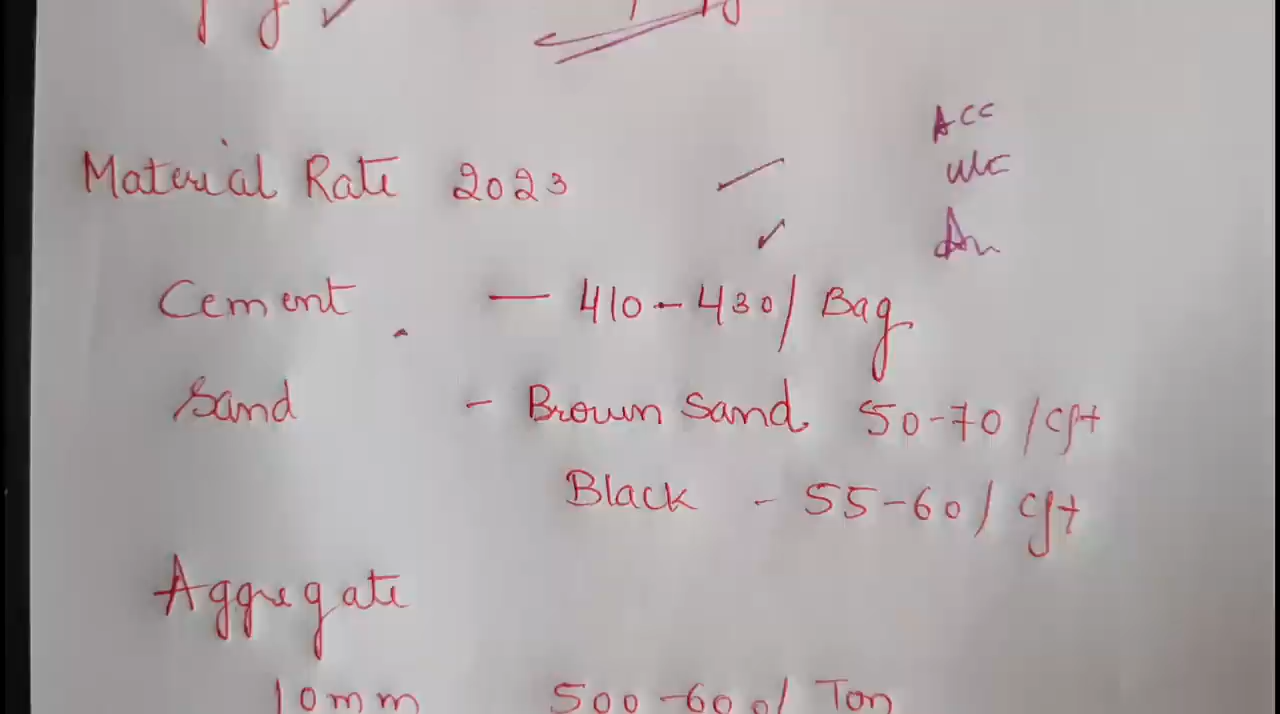 ACC
Material Rate 2023
Cement — 410-430/ Bag
Sand - Brown Sand 50-70 /cft
Black - 55-60/ cft
Aggregate
10mm 500-600/ Ton